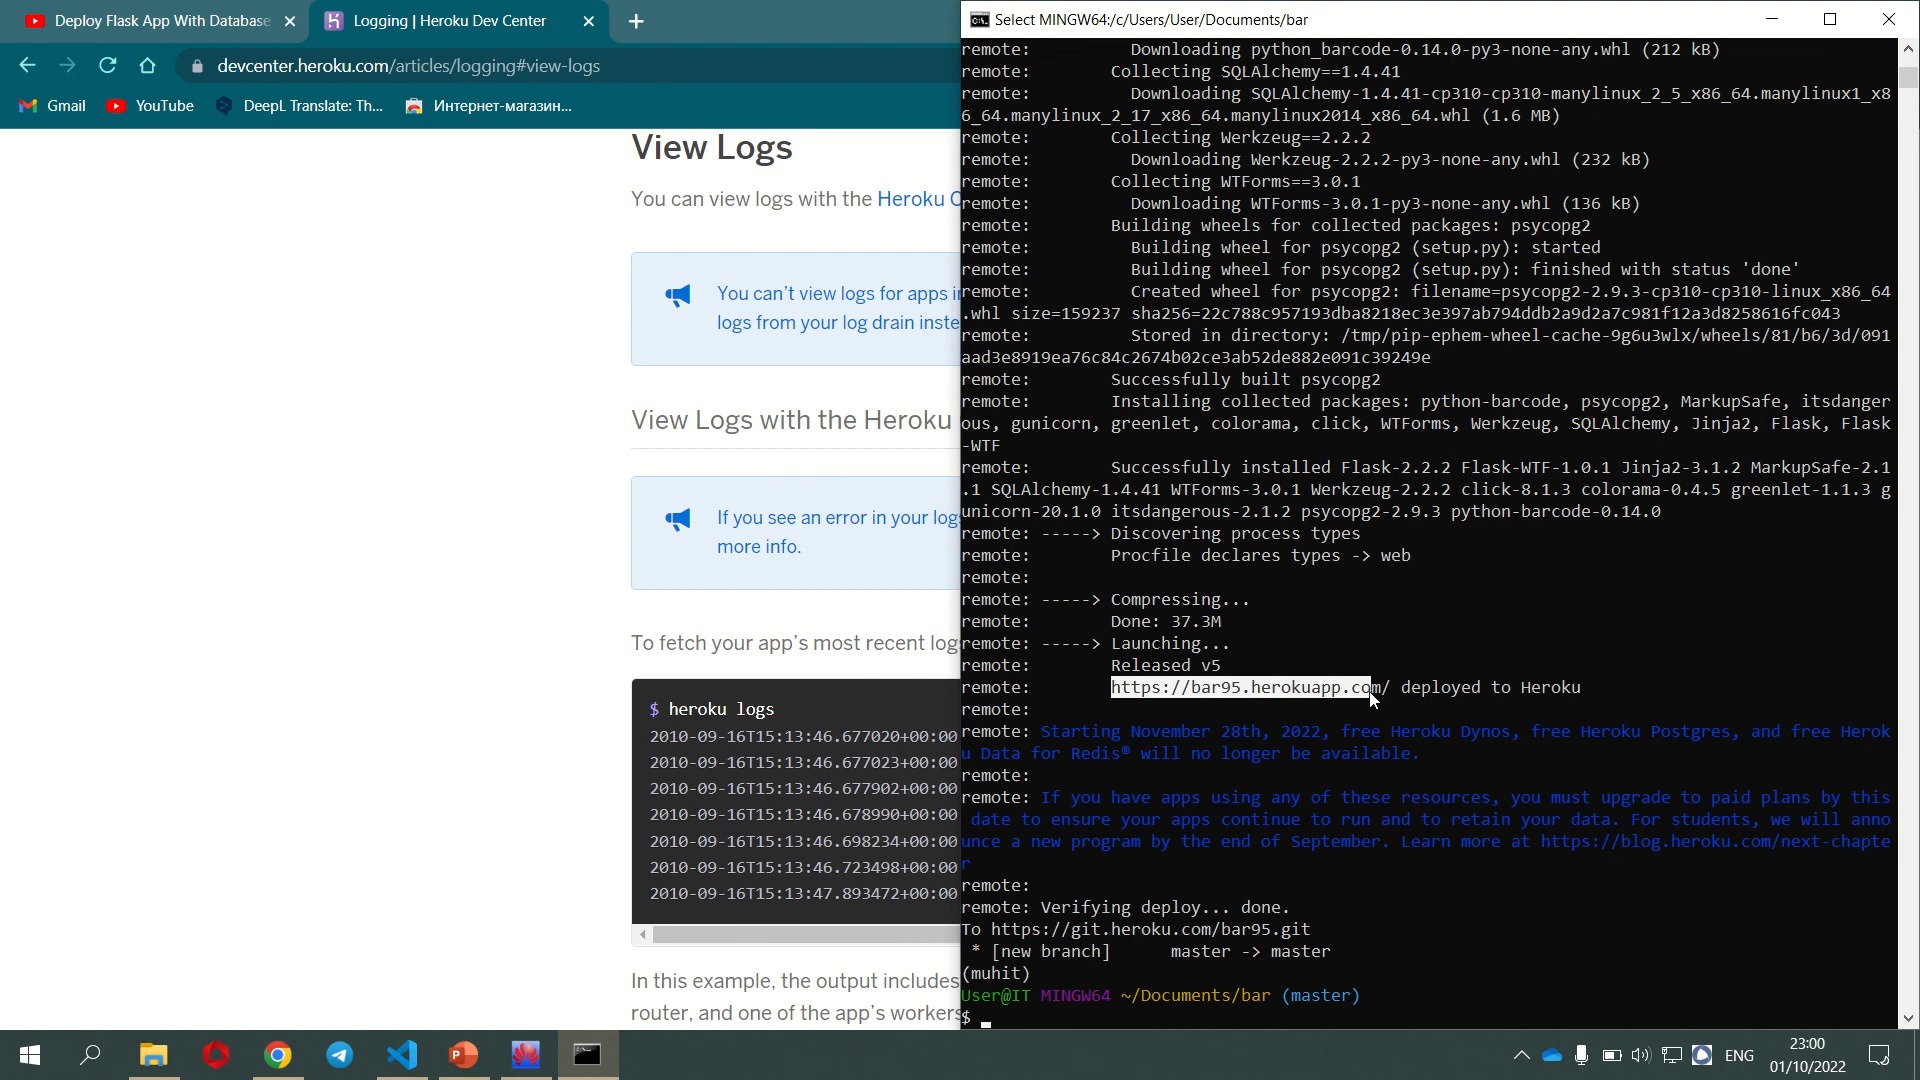 Deploy Flask App With Database
Logging | Heroku Dev Center
devcenter.heroku.com/articles/logging#view-logs
Gmail
YouTube
DeepL Translate: Th...
Интернет-магазин...
View Logs
You can view logs with the Heroku C
You can't view logs for apps i
logs from your log drain inste
View Logs with the Heroku
If you see an error in your log
more info.
To fetch your app's most recent log
$ heroku logs
2010-09-16T15:13:46.677020+00:00
2010-09-16T15:13:46.677023+00:00
2010-09-16T15:13:46.677902+00:00
2010-09-16T15:13:46.678990+00:00
2010-09-16T15:13:46.698234+00:00
2010-09-16T15:13:46.723498+00:00
2010-09-16T15:13:47.893472+00:00
In this example, the output includes
router, and one of the app's workers
Select MINGW64:/c/Users/User/Documents/bar
remote:          Downloading python_barcode-0.14.0-py3-none-any.whl (212 kB)
remote:        Collecting SQLAlchemy==1.4.41
remote:          Downloading SQLAlchemy-1.4.41-cp310-cp310-manylinux_2_5_x86_64.manylinux1_x8
6_64.manylinux_2_17_x86_64.manylinux2014_x86_64.whl (1.6 MB)
remote:        Collecting Werkzeug==2.2.2
remote:          Downloading Werkzeug-2.2.2-py3-none-any.whl (232 kB)
remote:        Collecting WTForms==3.0.1
remote:          Downloading WTForms-3.0.1-py3-none-any.whl (136 kB)
remote:        Building wheels for collected packages: psycopg2
remote:          Building wheel for psycopg2 (setup.py): started
remote:          Building wheel for psycopg2 (setup.py): finished with status 'done'
remote:          Created wheel for psycopg2: filename=psycopg2-2.9.3-cp310-cp310-linux_x86_64
.whl size=159237 sha256=22c788c957193dba8218ec3e397ab794ddb2a9d2a7c981f12a3d8258616fc043
remote:          Stored in directory: /tmp/pip-ephem-wheel-cache-9g6u3wlx/wheels/81/b6/3d/091
aad3e8919ea76c84c2674b02ce3ab52de882e091c39249e
remote:        Successfully built psycopg2
remote:        Installing collected packages: python-barcode, psycopg2, MarkupSafe, itsdanger
ous, gunicorn, greenlet, colorama, click, WTForms, Werkzeug, SQLAlchemy, Jinja2, Flask, Flask
-WTF
remote:        Successfully installed Flask-2.2.2 Flask-WTF-1.0.1 Jinja2-3.1.2 MarkupSafe-2.1
.1 SQLAlchemy-1.4.41 WTForms-3.0.1 Werkzeug-2.2.2 click-8.1.3 colorama-0.4.5 greenlet-1.1.3 g
unicorn-20.1.0 itsdangerous-2.1.2 psycopg2-2.9.3 python-barcode-0.14.0
remote: -----> Discovering process types
remote:        Procfile declares types -> web
remote:
remote: -----> Compressing...
remote:        Done: 37.3M
remote: -----> Launching...
remote:        Released v5
remote:        https://bar95.herokuapp.com/ deployed to Heroku
remote:
remote: Starting November 28th, 2022, free Heroku Dynos, free Heroku Postgres, and free Herok
u Data for Redis® will no longer be available.
remote:
remote: If you have apps using any of these resources, you must upgrade to paid plans by this
 date to ensure your apps continue to run and to retain your data. For students, we will anno
unce a new program by the end of September. Learn more at https://blog.heroku.com/next-chapte
r
remote:
remote: Verifying deploy... done.
To https://git.heroku.com/bar95.git
 * [new branch]      master -> master
(muhit)
User@IT MINGW64 ~/Documents/bar (master)
$
ENG
23:00
01/10/2022